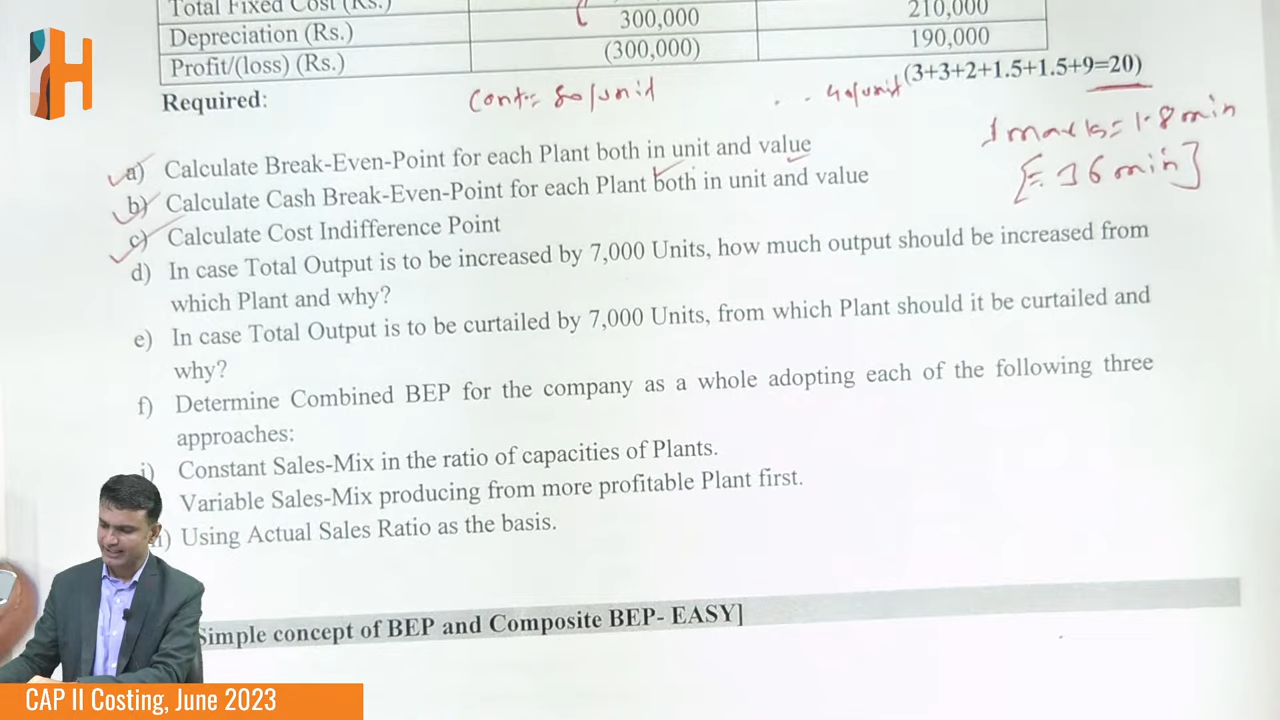 Total Fixed Cost (Rs.)
Depreciation (Rs.) 300,000 210,000
Profit/(loss) (Rs.) (300,000) 190,000
(3+3+2+1.5+1.5+9=20)
Required: Cont = 80/unit 40/unit
1 marks = 1.8 min
[= 36 min]
a) Calculate Break-Even-Point for each Plant both in unit and value
b) Calculate Cash Break-Even-Point for each Plant both in unit and value
c) Calculate Cost Indifference Point
d) In case Total Output is to be increased by 7,000 Units, how much output should be increased from
which Plant and why?
e) In case Total Output is to be curtailed by 7,000 Units, from which Plant should it be curtailed and
why?
f) Determine Combined BEP for the company as a whole adopting each of the following three
approaches:
i) Constant Sales-Mix in the ratio of capacities of Plants.
Variable Sales-Mix producing from more profitable Plant first.
) Using Actual Sales Ratio as the basis.
Simple concept of BEP and Composite BEP- EASY]
H
CAP II Costing, June 2023